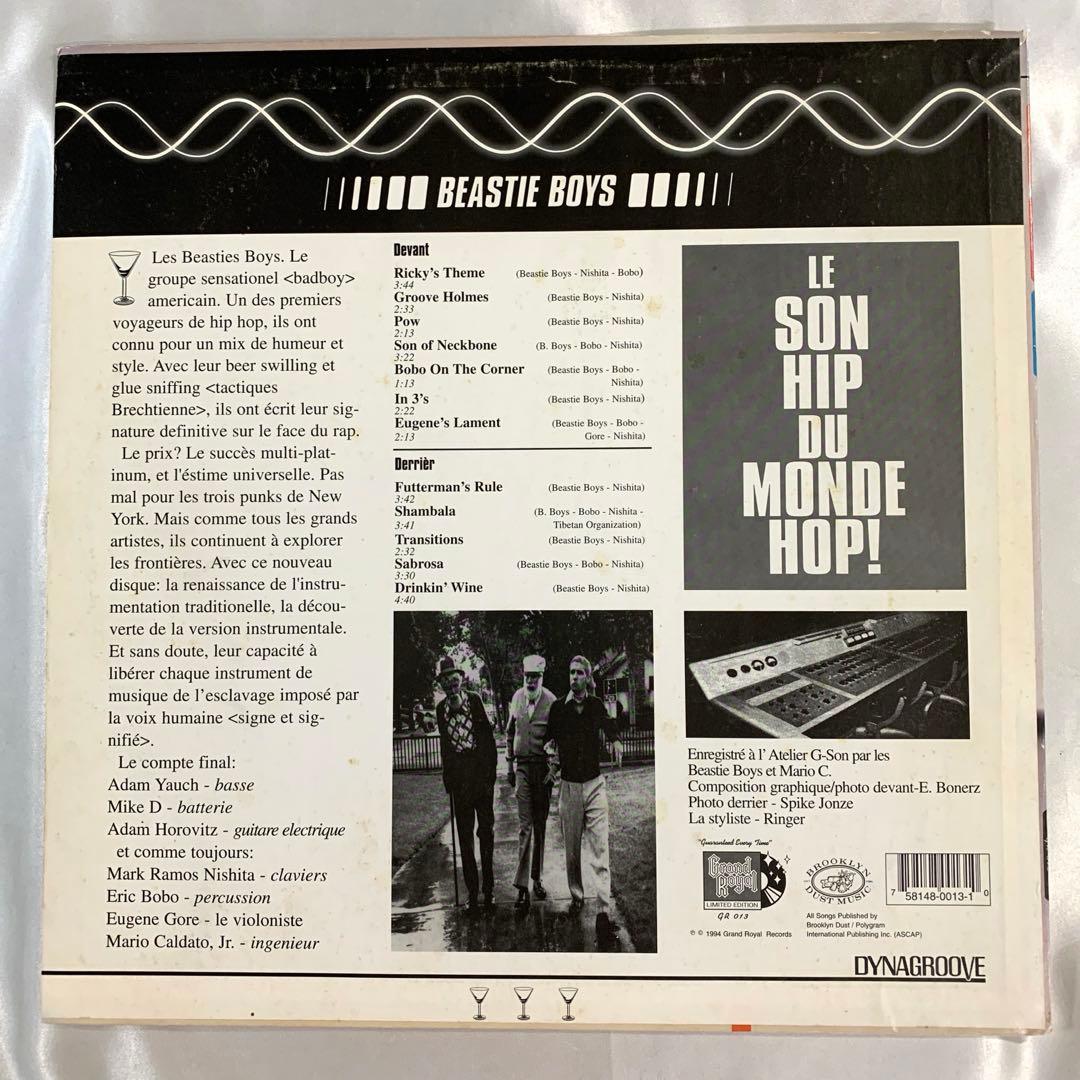 BEASTIE BOYS
Les Beasties Boys. Le
groupe sensationel <badboy>
americain. Un des premiers
voyageurs de hip hop, ils ont
connu pour un mix de humeur et
style. Avec leur beer swilling et
glue sniffing <tactiques
Brechtienne>, ils ont écrit leur sig-
nature definitive sur le face du rap.
Le prix? Le succès multi-plat-
inum, et l'éstime universelle. Pas
mal pour les trois punks de New
York. Mais comme tous les grands
artistes, ils continuent à explorer
les frontières. Avec ce nouveau
disque: la renaissance de l'instru-
mentation traditionelle, la décou-
verte de la version instrumentale.
Et sans doute, leur capacité à
libérer chaque instrument de
musique de l'esclavage imposé par
la voix humaine <signe et sig-
nifié>.
Le compte final:
Adam Yauch - basse
Mike D - batterie
Adam Horovitz - guitare electrique
et comme toujours:
Mark Ramos Nishita - claviers
Eric Bobo - percussion
Eugene Gore - le violoniste
Mario Caldato, Jr. - ingenieur
Devant
Ricky's Theme (Beastie Boys - Nishita - Bobo)
3:44
Groove Holmes (Beastie Boys - Nishita)
2:33
Pow (Beastie Boys - Nishita)
2:13
Son of Neckbone (B. Boys - Bobo - Nishita)
3:22
Bobo On The Corner (Beastie Boys - Bobo -
1:13 Nishita)
In 3's (Beastie Boys - Nishita)
2:22
Eugene's Lament (Beastie Boys - Bobo -
2:13 Gore - Nishita)
Derrièr
Futterman's Rule (Beastie Boys - Nishita)
3:42
Shambala (B. Boys - Bobo - Nishita -
3:41 Tibetan Organization)
Transitions (Beastie Boys - Nishita)
2:32
Sabrosa (Beastie Boys - Bobo - Nishita)
3:30
Drinkin' Wine (Beastie Boys - Nishita)
4:40
LE
SON
HIP
DU
MONDE
HOP!
Enregistré à l' Atelier G-Son par les
Beastie Boys et Mario C.
Composition graphique/photo devant-E. Bonerz
Photo derrier - Spike Jonze
La styliste - Ringer
"Guaranteed Every Time"
Grand
Royal
LIMITED EDITION
GR 013
℗ © 1994 Grand Royal Records
BROOKLYN
DUST MUSIC
All Songs Published by
Brooklyn Dust / Polygram
International Publishing Inc. (ASCAP)
7 58148-0013-1 0
DYNAGROOVE